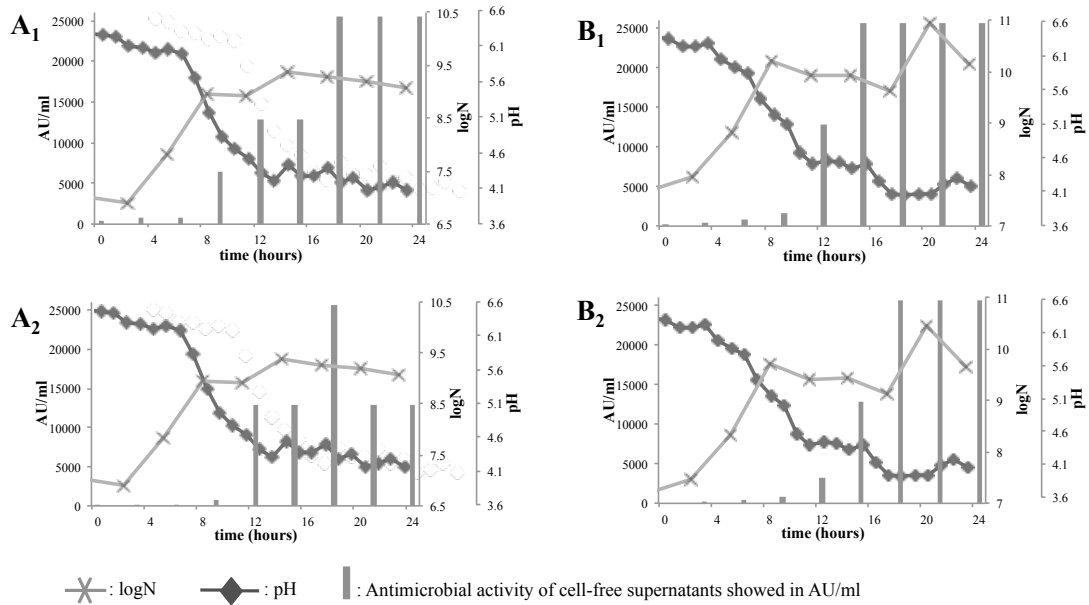 A1
25000
20000
15000
10000
5000
0
AU/ml
0 4 8 12 16 20 24
time (hours)
10.5
9.5
8.5
7.5
6.5
logN
6.6
6.1
5.6
5.1
4.6
4.1
3.6
pH
B1
25000
20000
15000
10000
5000
0
AU/ml
0 4 8 12 16 20 24
time (hours)
11
10
9
8
7
logN
6.6
6.1
5.6
5.1
4.6
4.1
3.6
pH
A2
25000
20000
15000
10000
5000
0
AU/ml
0 4 8 12 16 20 24
time (hours)
10.5
9.5
8.5
7.5
6.5
logN
6.6
6.1
5.6
5.1
4.6
4.1
3.6
pH
B2
25000
20000
15000
10000
5000
0
AU/ml
0 4 8 12 16 20 24
time (hours)
11
10
9
8
7
logN
6.6
6.1
5.6
5.1
4.6
4.1
3.6
pH
: logN : pH : Antimicrobial activity of cell-free supernatants showed in AU/ml